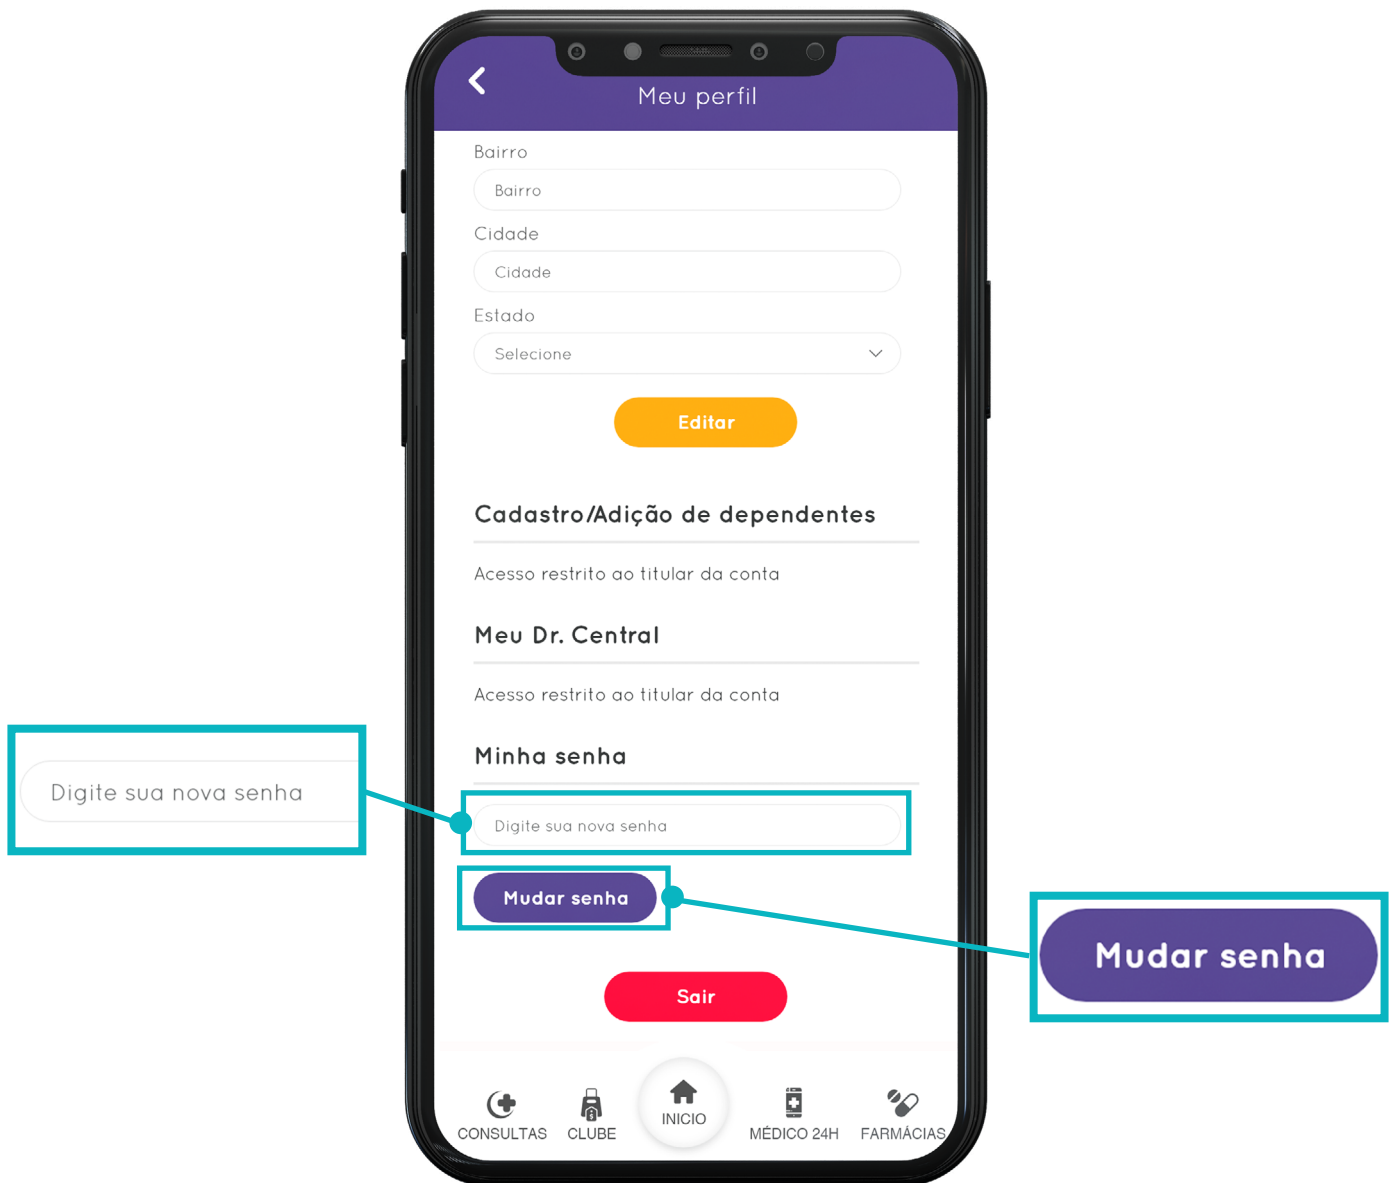 Meu perfil
Bairro
Bairro
Cidade
Cidade
Estado
Selecione
Editar
Cadastro/Adição de dependentes
Acesso restrito ao titular da conta
Meu Dr. Central
Acesso restrito ao titular da conta
Minha senha
Digite sua nova senha
Digite sua nova senha
Mudar senha
Mudar senha
Sair
CONSULTAS
CLUBE
INICIO
MÉDICO 24H
FARMÁCIAS